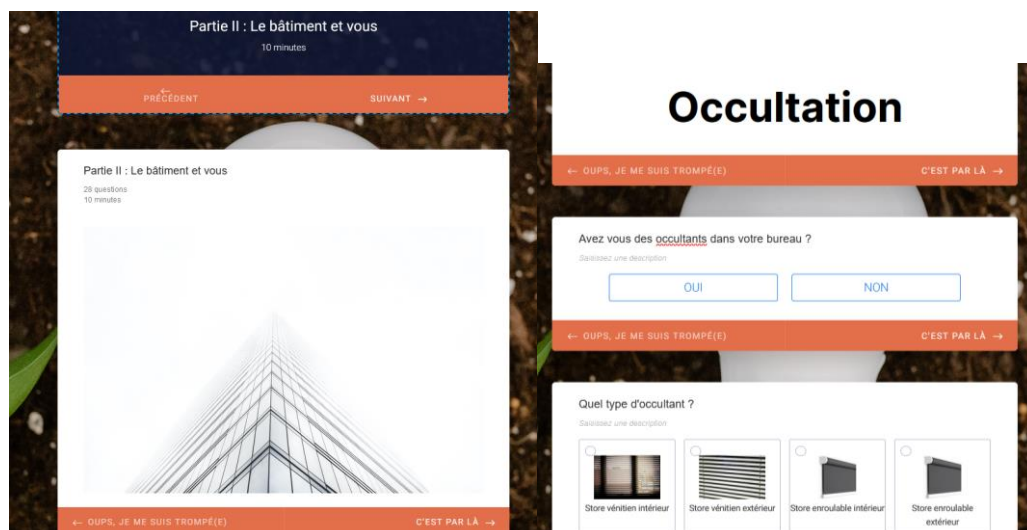 Partie II : Le bâtiment et vous
10 minutes
← PRÉCÉDENT
SUIVANT →
Partie II : Le bâtiment et vous
28 questions
10 minutes
← OUPS, JE ME SUIS TROMPÉ(E)
C'EST PAR LÀ →
Occultation
← OUPS, JE ME SUIS TROMPÉ(E)
C'EST PAR LÀ →
Avez vous des occultants dans votre bureau ?
Saisissez une description
OUI
NON
← OUPS, JE ME SUIS TROMPÉ(E)
C'EST PAR LÀ →
Quel type d'occultant ?
Saisissez une description
Store vénitien intérieur
Store vénitien extérieur
Store enroulable intérieur
Store enroulable
extérieur